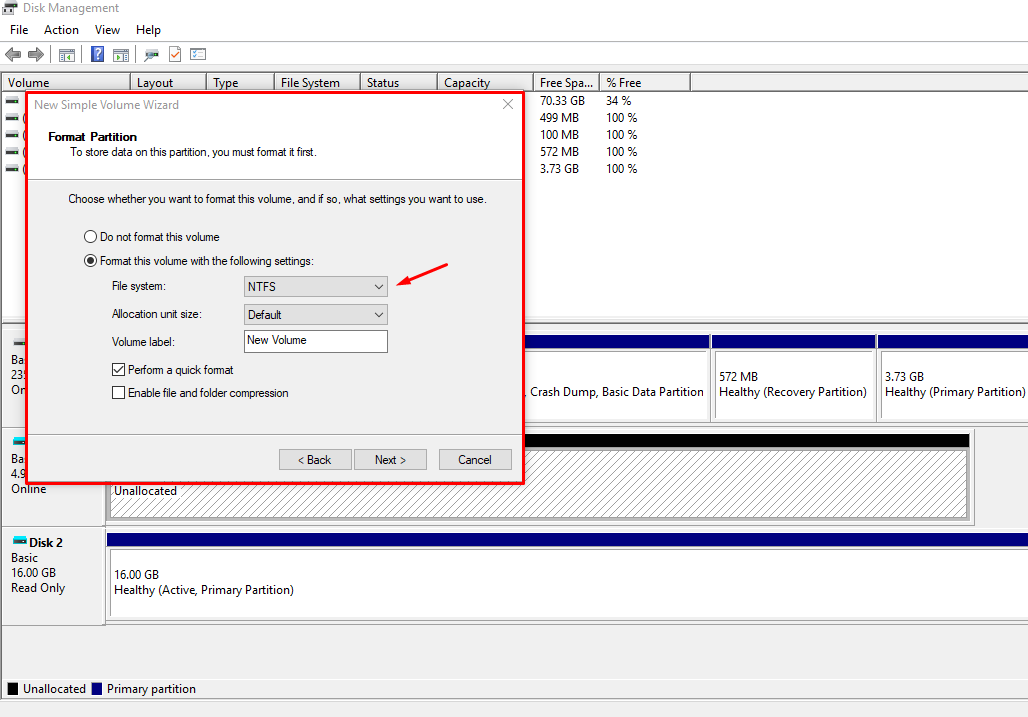 Disk Management
File Action View Help
Volume Layout Type File System Status Capacity Free Spa... % Free
70.33 GB 34 %
499 MB 100 %
100 MB 100 %
572 MB 100 %
3.73 GB 100 %
New Simple Volume Wizard
Format Partition
To store data on this partition, you must format it first.
Choose whether you want to format this volume, and if so, what settings you want to use.
Do not format this volume
Format this volume with the following settings:
File system: NTFS
Allocation unit size: Default
Volume label: New Volume
Perform a quick format
Enable file and folder compression
< Back Next > Cancel
, Crash Dump, Basic Data Partition
572 MB
Healthy (Recovery Partition)
3.73 GB
Healthy (Primary Partition)
Online
Unallocated
Disk 2
Basic
16.00 GB
Read Only
16.00 GB
Healthy (Active, Primary Partition)
Unallocated Primary partition